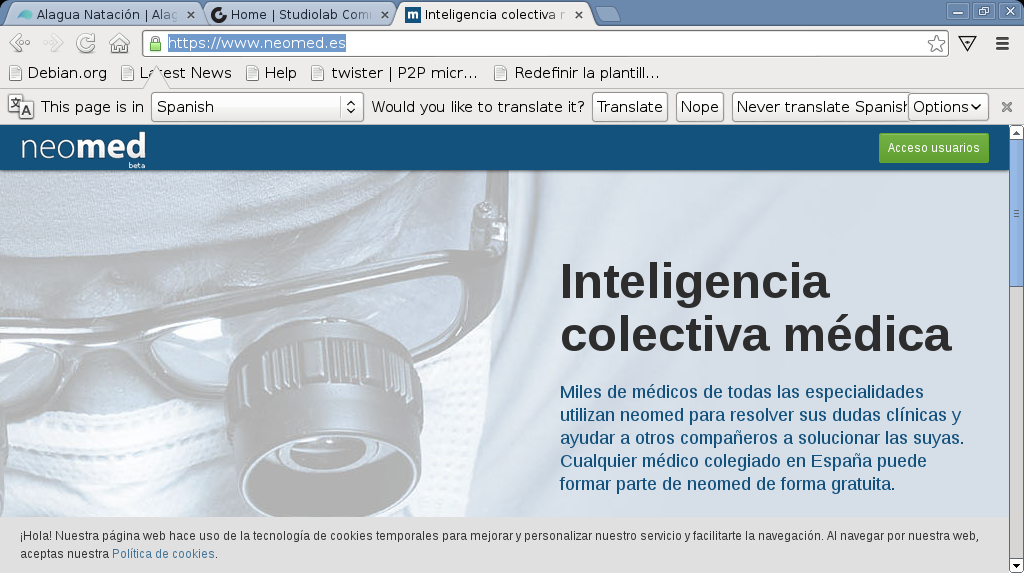 Alagua Natación | Alag
Home | Studiolab Com
Inteligencia colectiva
https://www.neomed.es
Debian.org
Latest News
Help
twister | P2P micr...
Redefinir la plantill...
This page is in
Spanish
Would you like to translate it?
Translate
Nope
Never translate Spanish
Options
neomed
beta
Acceso usuarios
Inteligencia
colectiva médica
Miles de médicos de todas las especialidades
utilizan neomed para resolver sus dudas clínicas y
ayudar a otros compañeros a solucionar las suyas.
Cualquier médico colegiado en España puede
formar parte de neomed de forma gratuita.
¡Hola! Nuestra página web hace uso de la tecnología de cookies temporales para mejorar y personalizar nuestro servicio y facilitarte la navegación. Al navegar por nuestra web,
aceptas nuestra Política de cookies.